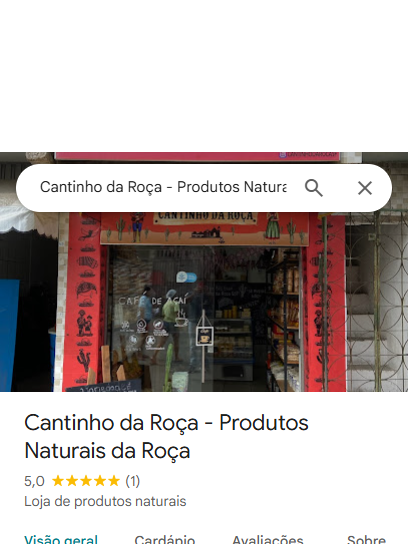 Cantinho da Roça - Produtos Natura
CANTINHO DA ROÇA
CAFÉ DE AÇAÍ
Cantinho da Roça - Produtos
Naturais da Roça
5,0 (1)
Loja de produtos naturais
Visão geral Cardápio Avaliações Sobre